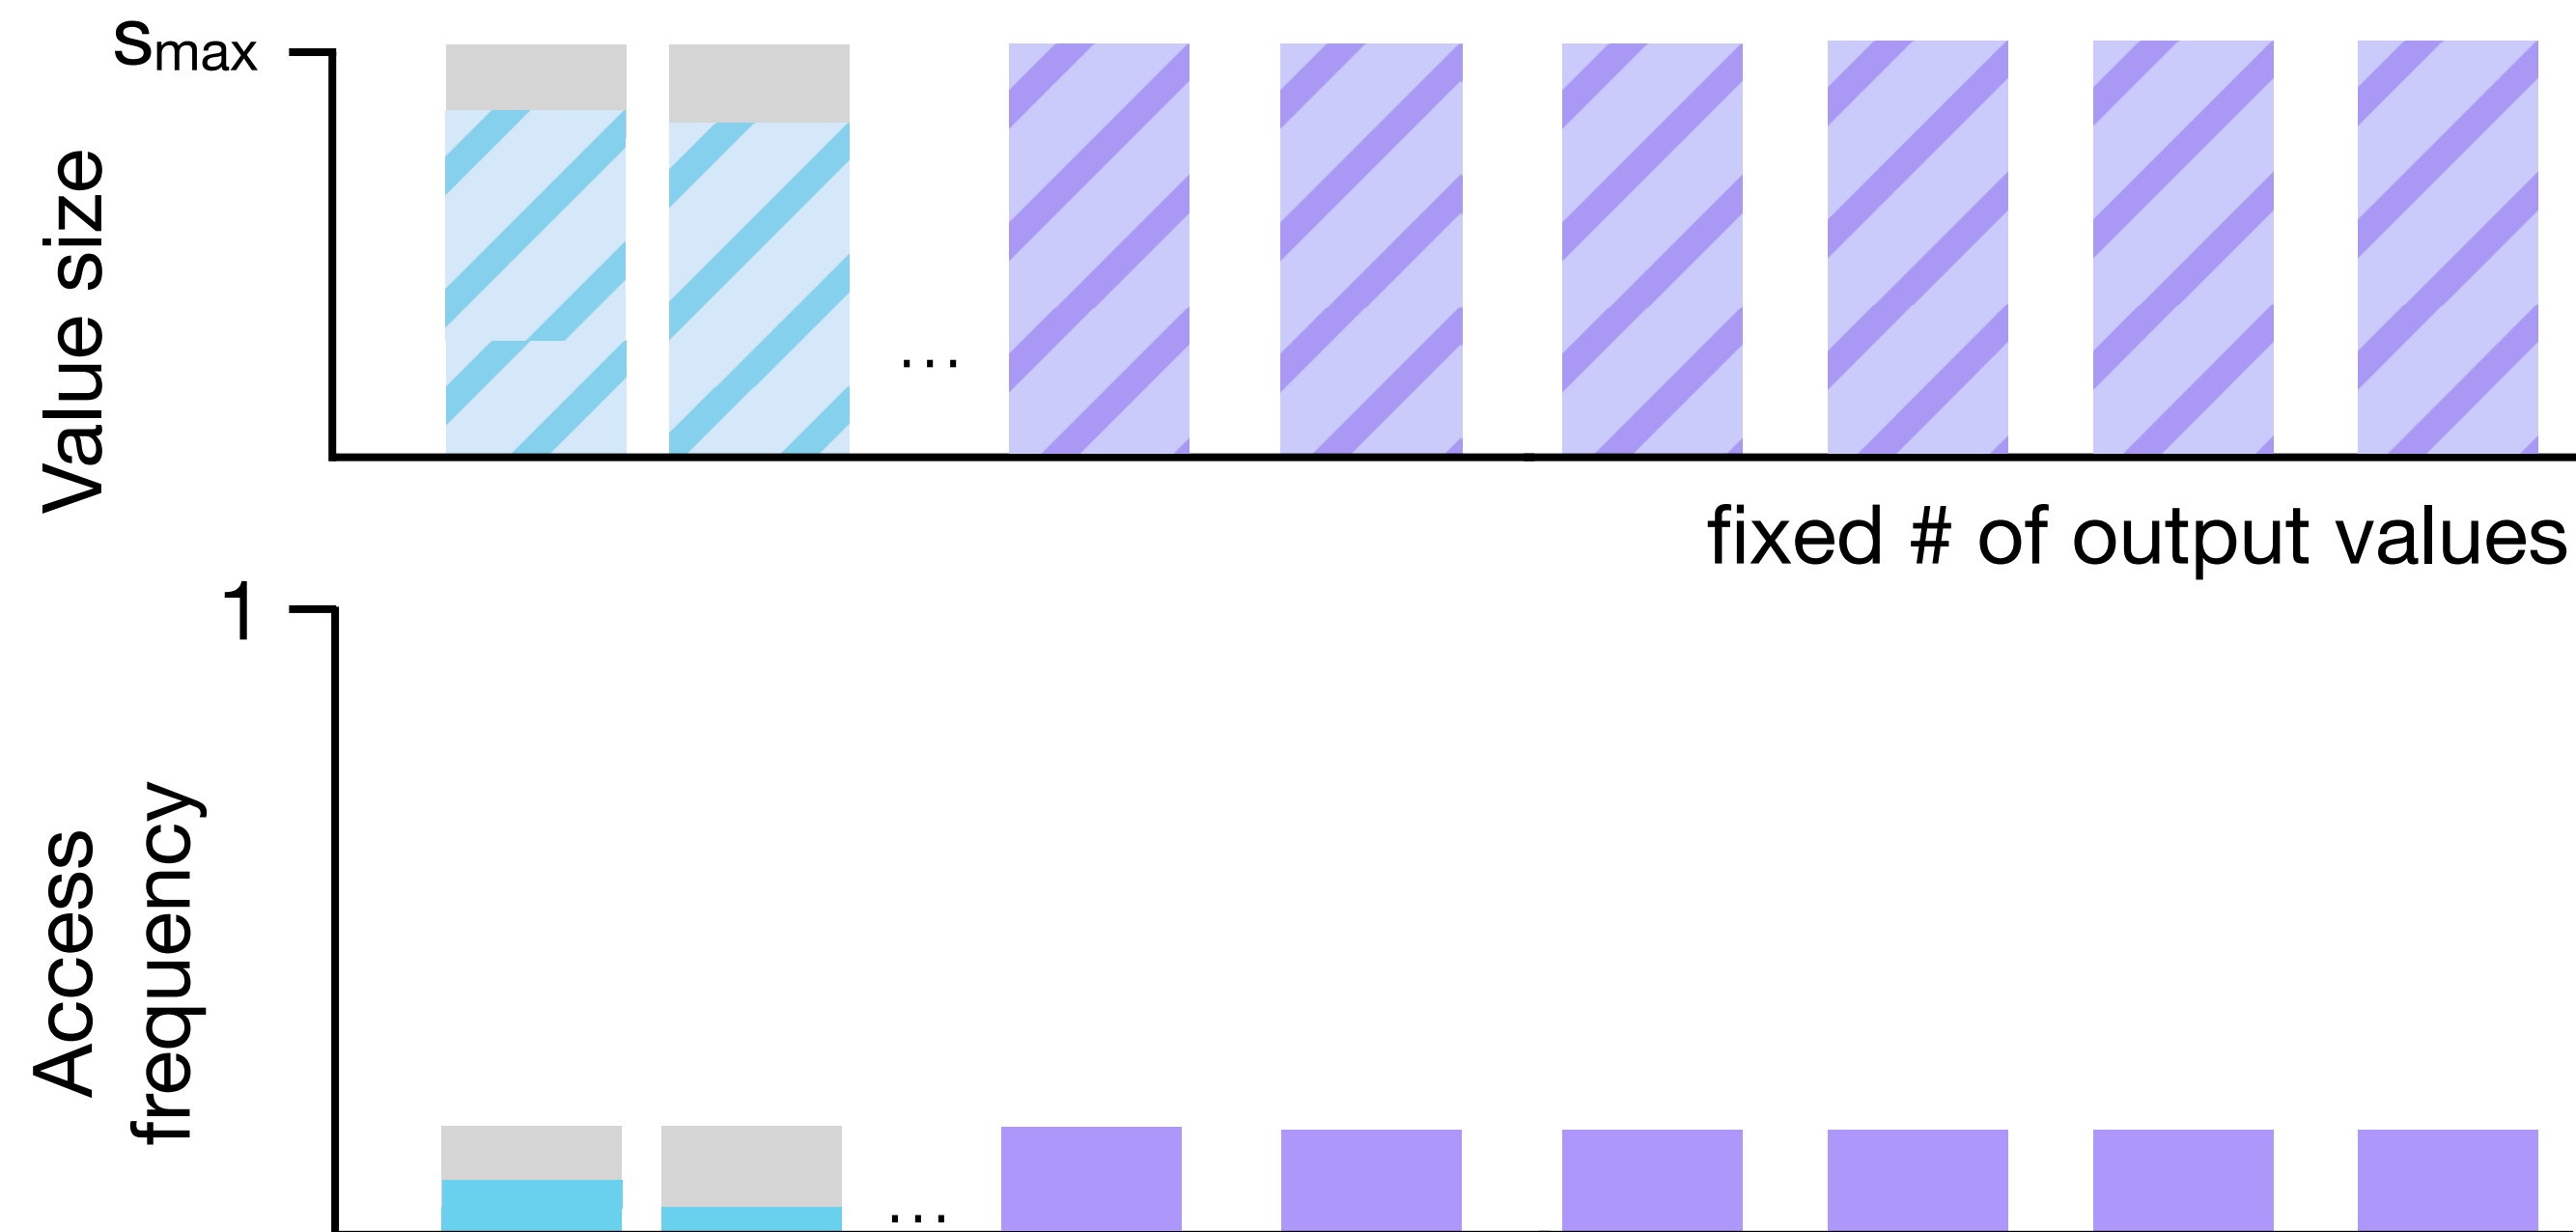 smax
Value size
...
fixed # of output values
1
Access
frequency
...